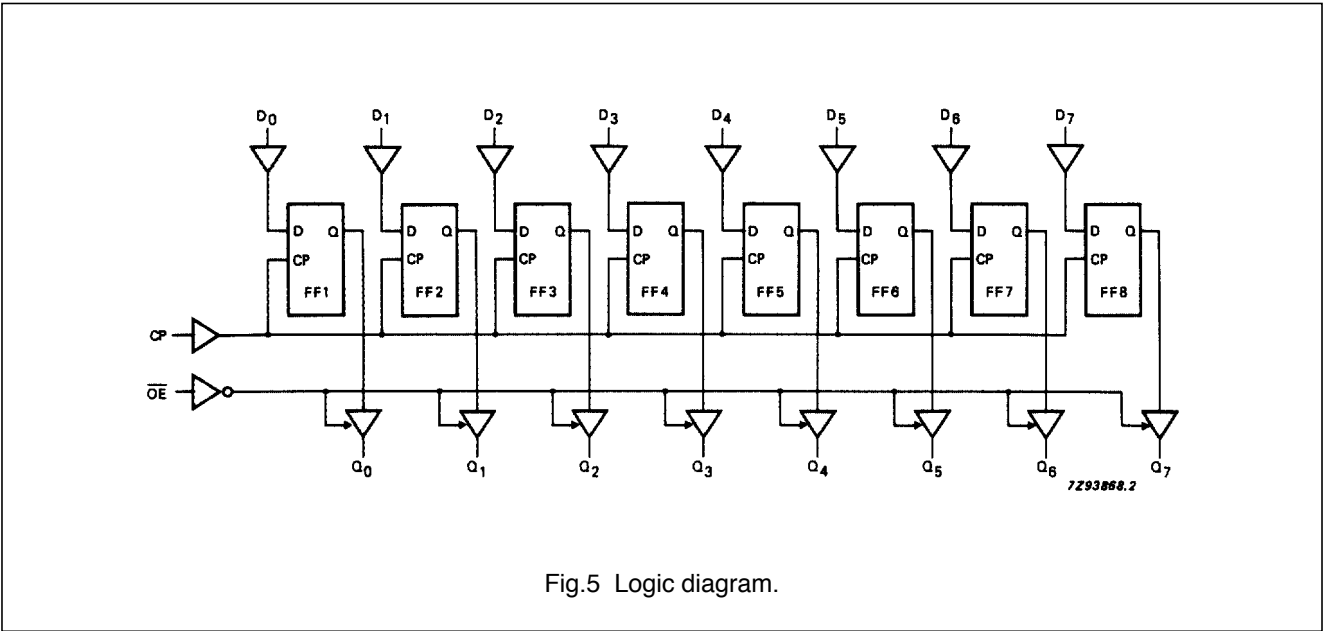 D0 D1 D2 D3 D4 D5 D6 D7
D Q D Q D Q D Q D Q D Q D Q D Q
CP CP CP CP CP CP CP CP
FF1 FF2 FF3 FF4 FF5 FF6 FF7 FF8
CP
OE
Q0 Q1 Q2 Q3 Q4 Q5 Q6 Q7
7Z93868.2
Fig.5 Logic diagram.